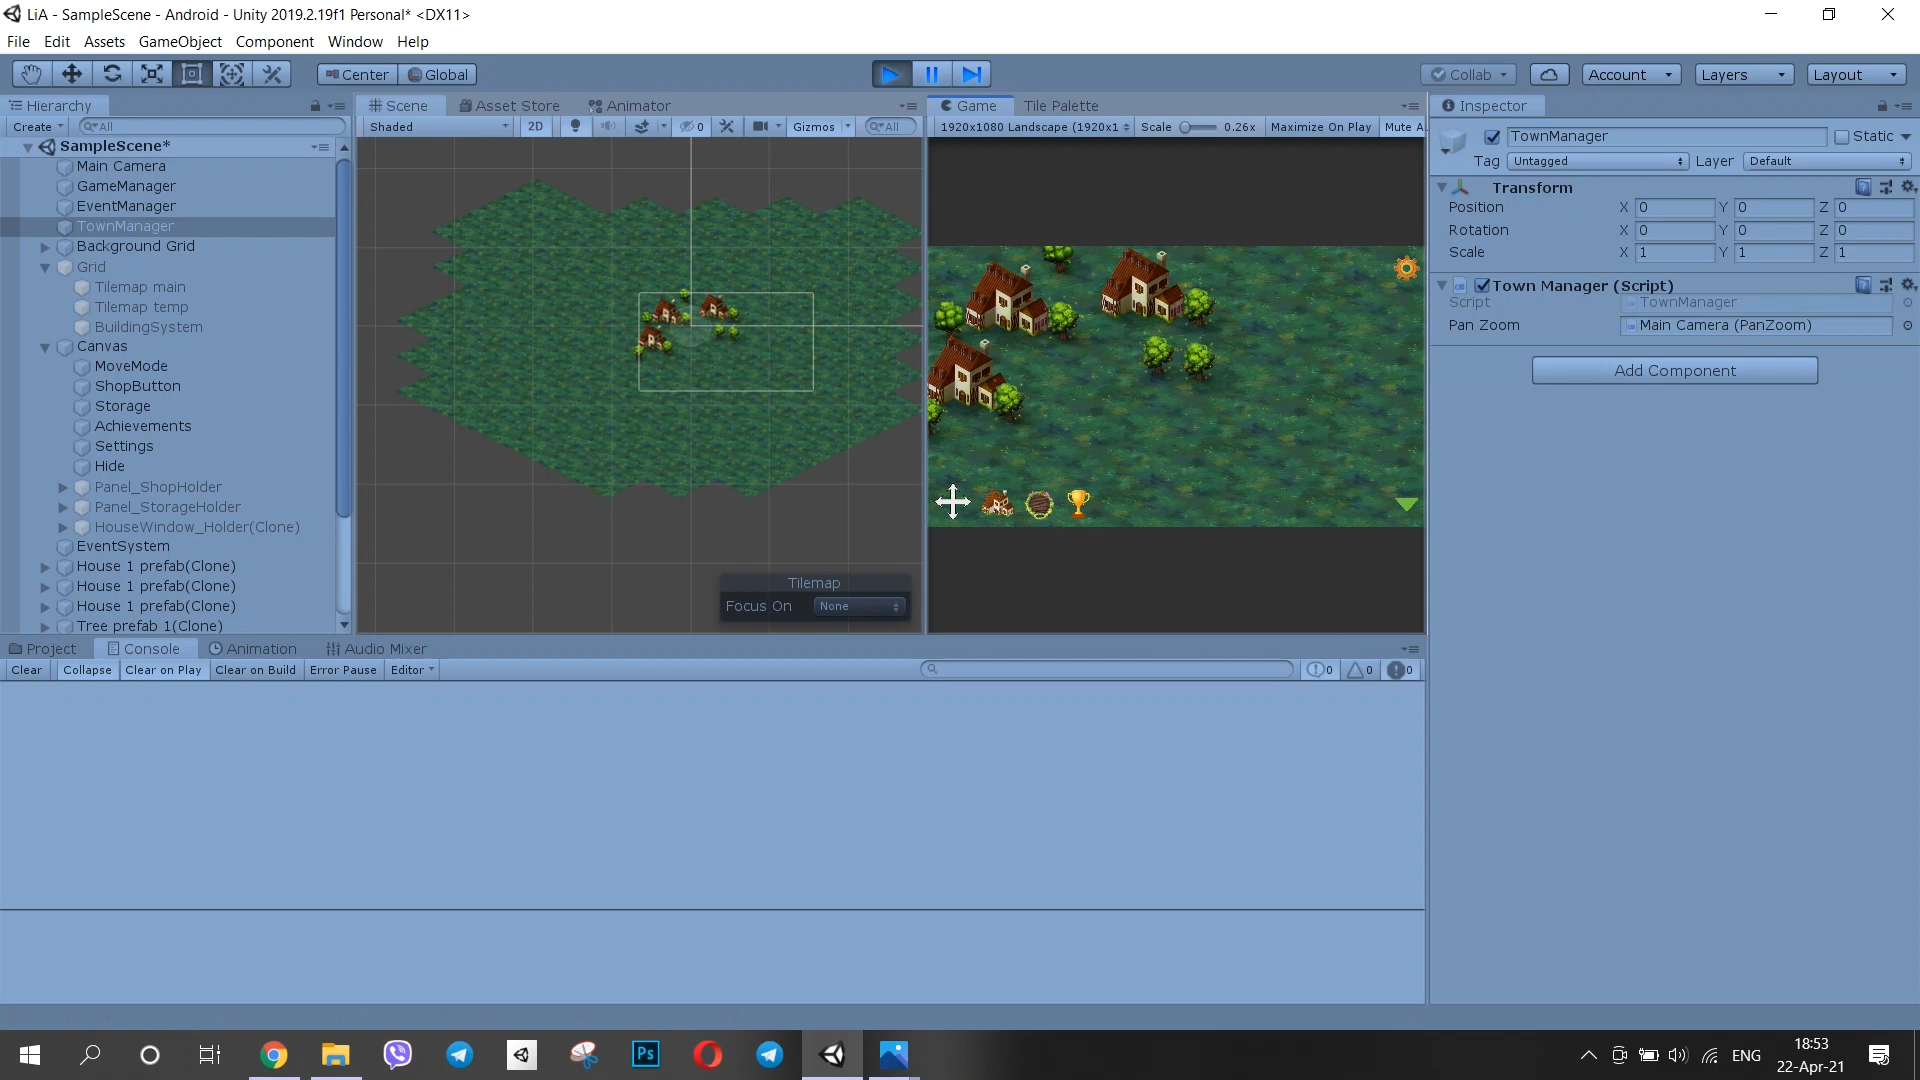 LiA - SampleScene - Android - Unity 2019.2.19f1 Personal* <DX11>
File Edit Assets GameObject Component Window Help
Center Global Collab Account Layers Layout
Hierarchy
Create All
SampleScene*
Main Camera
GameManager
EventManager
TownManager
Background Grid
Grid
Tilemap main
Tilemap temp
BuildingSystem
Canvas
MoveMode
ShopButton
Storage
Achievements
Settings
Hide
Panel_ShopHolder
Panel_StorageHolder
HouseWindow_Holder(Clone)
EventSystem
House 1 prefab(Clone)
House 1 prefab(Clone)
House 1 prefab(Clone)
Tree prefab 1(Clone)
Scene Asset Store Animator
Shaded 2D 0 Gizmos All
Tilemap
Focus On None
Game Tile Palette
1920x1080 Landscape (1920x1 Scale 0.26x Maximize On Play Mute A
Inspector
TownManager Static
Tag Untagged Layer Default
Transform
Position X 0 Y 0 Z 0
Rotation X 0 Y 0 Z 0
Scale X 1 Y 1 Z 1
Town Manager (Script)
Script TownManager
Pan Zoom Main Camera (PanZoom)
Add Component
Project Console Animation Audio Mixer
Clear Collapse Clear on Play Clear on Build Error Pause Editor 0 0 0
Ps ENG 18:53
22-Apr-21